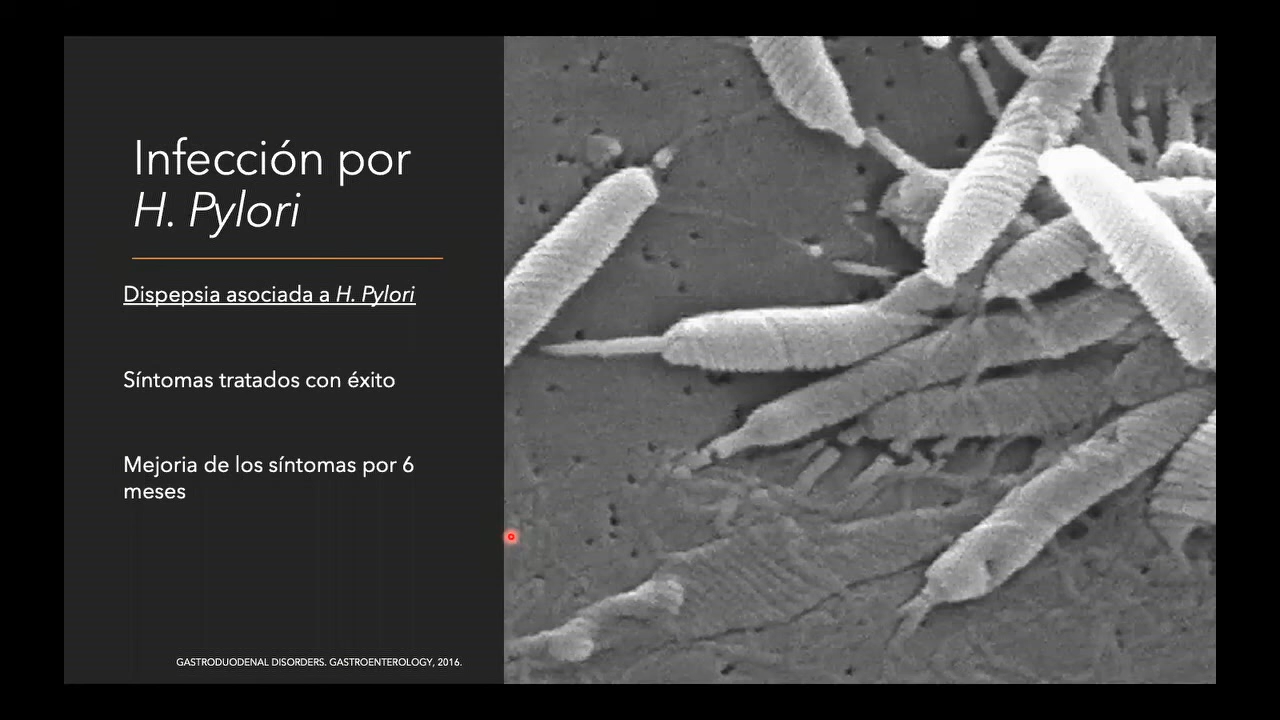 Infección por
H. Pylori
Dispepsia asociada a H. Pylori
Síntomas tratados con éxito
Mejoria de los síntomas por 6
meses
GASTRODUODENAL DISORDERS. GASTROENTEROLOGY, 2016.